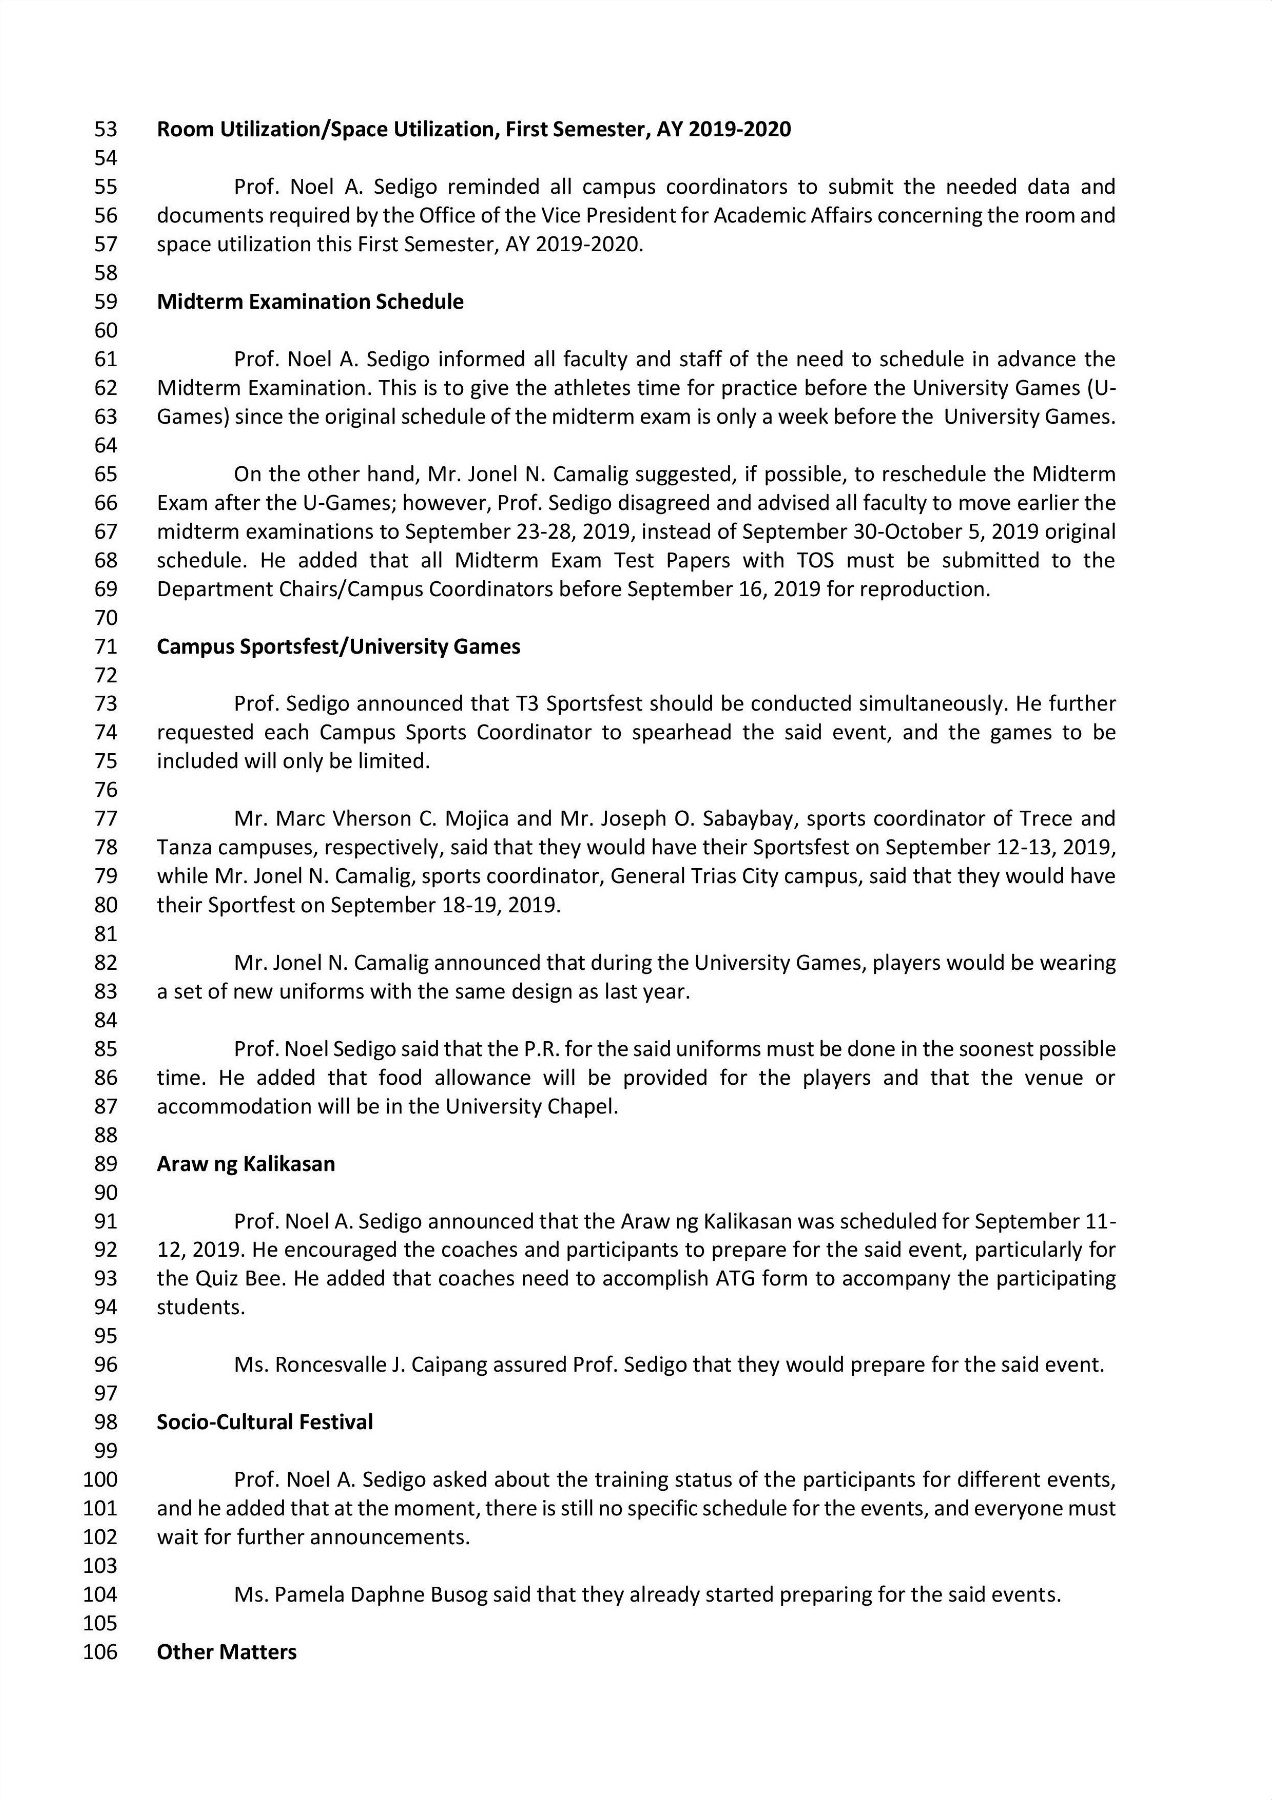 53 Room Utilization/Space Utilization, First Semester, AY 2019-2020
54
55 Prof. Noel A. Sedigo reminded all campus coordinators to submit the needed data and
56 documents required by the Office of the Vice President for Academic Affairs concerning the room and
57 space utilization this First Semester, AY 2019-2020.
58
59 Midterm Examination Schedule
60
61 Prof. Noel A. Sedigo informed all faculty and staff of the need to schedule in advance the
62 Midterm Examination. This is to give the athletes time for practice before the University Games (U-
63 Games) since the original schedule of the midterm exam is only a week before the University Games.
64
65 On the other hand, Mr. Jonel N. Camalig suggested, if possible, to reschedule the Midterm
66 Exam after the U-Games; however, Prof. Sedigo disagreed and advised all faculty to move earlier the
67 midterm examinations to September 23-28, 2019, instead of September 30-October 5, 2019 original
68 schedule. He added that all Midterm Exam Test Papers with TOS must be submitted to the
69 Department Chairs/Campus Coordinators before September 16, 2019 for reproduction.
70
71 Campus Sportsfest/University Games
72
73 Prof. Sedigo announced that T3 Sportsfest should be conducted simultaneously. He further
74 requested each Campus Sports Coordinator to spearhead the said event, and the games to be
75 included will only be limited.
76
77 Mr. Marc Vherson C. Mojica and Mr. Joseph O. Sabaybay, sports coordinator of Trece and
78 Tanza campuses, respectively, said that they would have their Sportsfest on September 12-13, 2019,
79 while Mr. Jonel N. Camalig, sports coordinator, General Trias City campus, said that they would have
80 their Sportfest on September 18-19, 2019.
81
82 Mr. Jonel N. Camalig announced that during the University Games, players would be wearing
83 a set of new uniforms with the same design as last year.
84
85 Prof. Noel Sedigo said that the P.R. for the said uniforms must be done in the soonest possible
86 time. He added that food allowance will be provided for the players and that the venue or
87 accommodation will be in the University Chapel.
88
89 Araw ng Kalikasan
90
91 Prof. Noel A. Sedigo announced that the Araw ng Kalikasan was scheduled for September 11-
92 12, 2019. He encouraged the coaches and participants to prepare for the said event, particularly for
93 the Quiz Bee. He added that coaches need to accomplish ATG form to accompany the participating
94 students.
95
96 Ms. Roncesvalle J. Caipang assured Prof. Sedigo that they would prepare for the said event.
97
98 Socio-Cultural Festival
99
100 Prof. Noel A. Sedigo asked about the training status of the participants for different events,
101 and he added that at the moment, there is still no specific schedule for the events, and everyone must
102 wait for further announcements.
103
104 Ms. Pamela Daphne Busog said that they already started preparing for the said events.
105
106 Other Matters